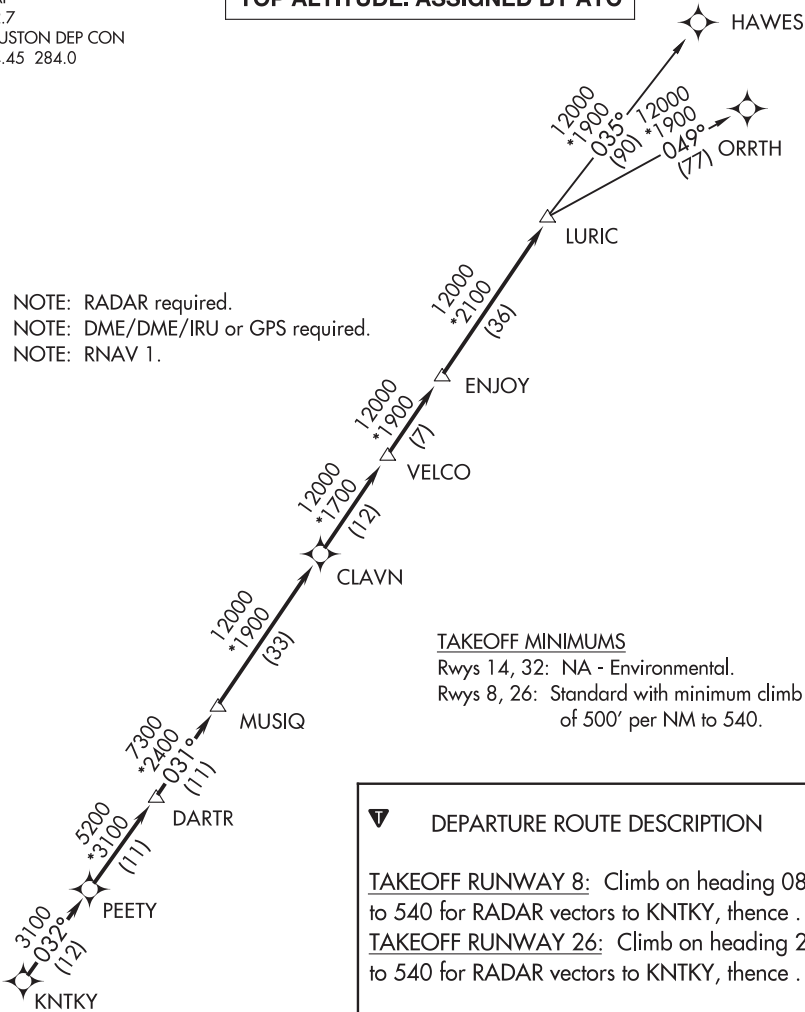 .7
USTON DEP CON
.45 284.0
TOP ALTITUDE: ASSIGNED BY ATC
HAWES
12000
*1900
035°
(90)
12000
*1900
049°
(77)
ORRTH
LURIC
12000
*2100
(36)
NOTE: RADAR required.
NOTE: DME/DME/IRU or GPS required.
NOTE: RNAV 1.
ENJOY
12000
*1900
(7)
VELCO
12000
*1700
(12)
CLAVN
12000
*1900
(33)
TAKEOFF MINIMUMS
Rwys 14, 32: NA - Environmental.
Rwys 8, 26: Standard with minimum climb
of 500' per NM to 540.
MUSIQ
7300
*2400
031°
(11)
DARTR
5200
*3100
(11)
PEETY
3100
032°
(12)
KNTKY
T DEPARTURE ROUTE DESCRIPTION
TAKEOFF RUNWAY 8: Climb on heading 08
to 540 for RADAR vectors to KNTKY, thence .
TAKEOFF RUNWAY 26: Climb on heading 2
to 540 for RADAR vectors to KNTKY, thence .